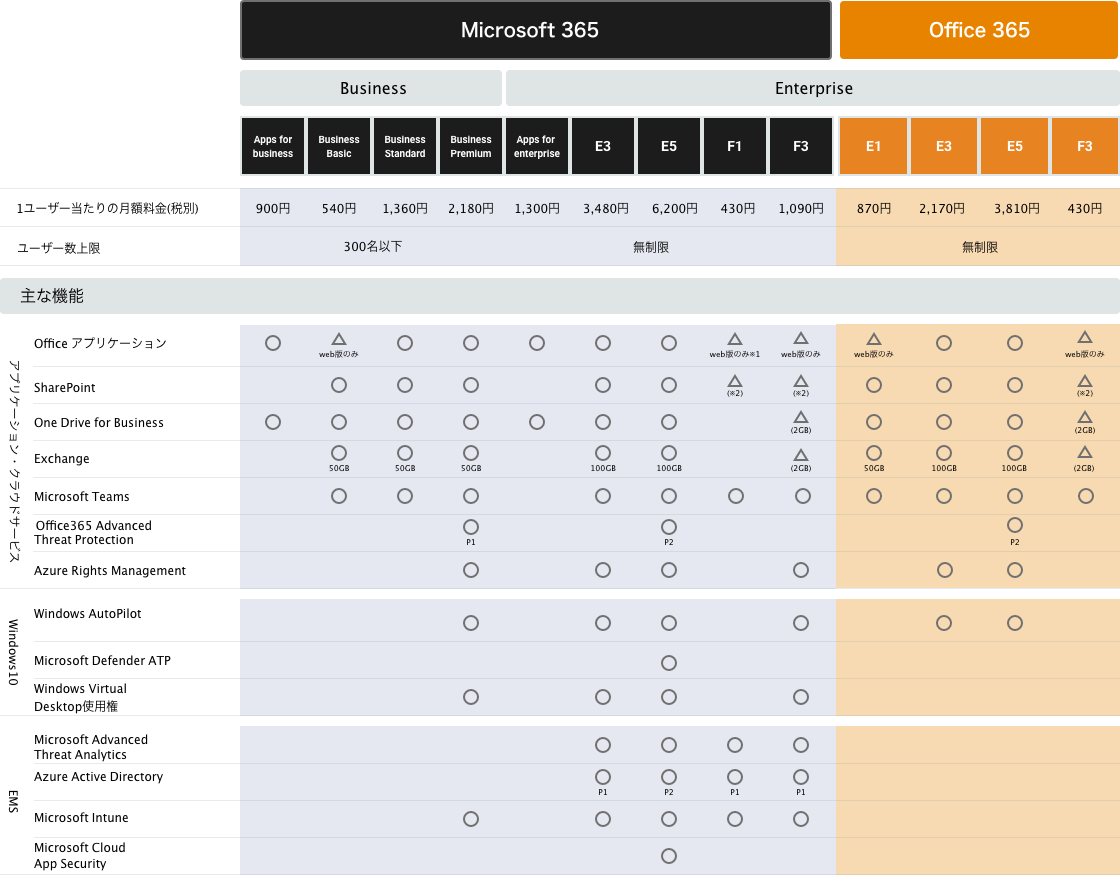 Microsoft 365 Office 365
Business Enterprise
Apps for business Business Basic Business Standard Business Premium Apps for enterprise E3 E5 F1 F3 E1 E3 E5 F3
1ユーザー当たりの月額料金(税別) 900円 540円 1,360円 2,180円 1,300円 3,480円 6,200円 430円 1,090円 870円 2,170円 3,810円 430円
ユーザー数上限 300名以下 無制限 無制限
主な機能
アプリケーション・クラウドサービス
Office アプリケーション ○ △ ○ ○ ○ ○ ○ △ △ △ ○ ○ △
web版のみ web版のみ※1 web版のみ web版のみ web版のみ
SharePoint ○ ○ ○ ○ ○ △ △ ○ ○ ○ △
(※2) (※2) (※2)
One Drive for Business ○ ○ ○ ○ ○ ○ ○ △ ○ ○ ○ △
(2GB) (2GB)
Exchange ○ ○ ○ ○ ○ △ ○ ○ ○ △
50GB 50GB 50GB 100GB 100GB (2GB) 50GB 100GB 100GB (2GB)
Microsoft Teams ○ ○ ○ ○ ○ ○ ○ ○ ○ ○ ○
Office365 Advanced ○ ○ ○
Threat Protection P1 P2 P2
Azure Rights Management ○ ○ ○ ○ ○ ○
Windows10
Windows AutoPilot ○ ○ ○ ○ ○ ○
Microsoft Defender ATP ○
Windows Virtual
Desktop使用権 ○ ○ ○ ○
EMS
Microsoft Advanced
Threat Analytics ○ ○ ○ ○
Azure Active Directory ○ ○ ○ ○
P1 P2 P1 P1
Microsoft Intune ○ ○ ○ ○ ○
Microsoft Cloud
App Security ○